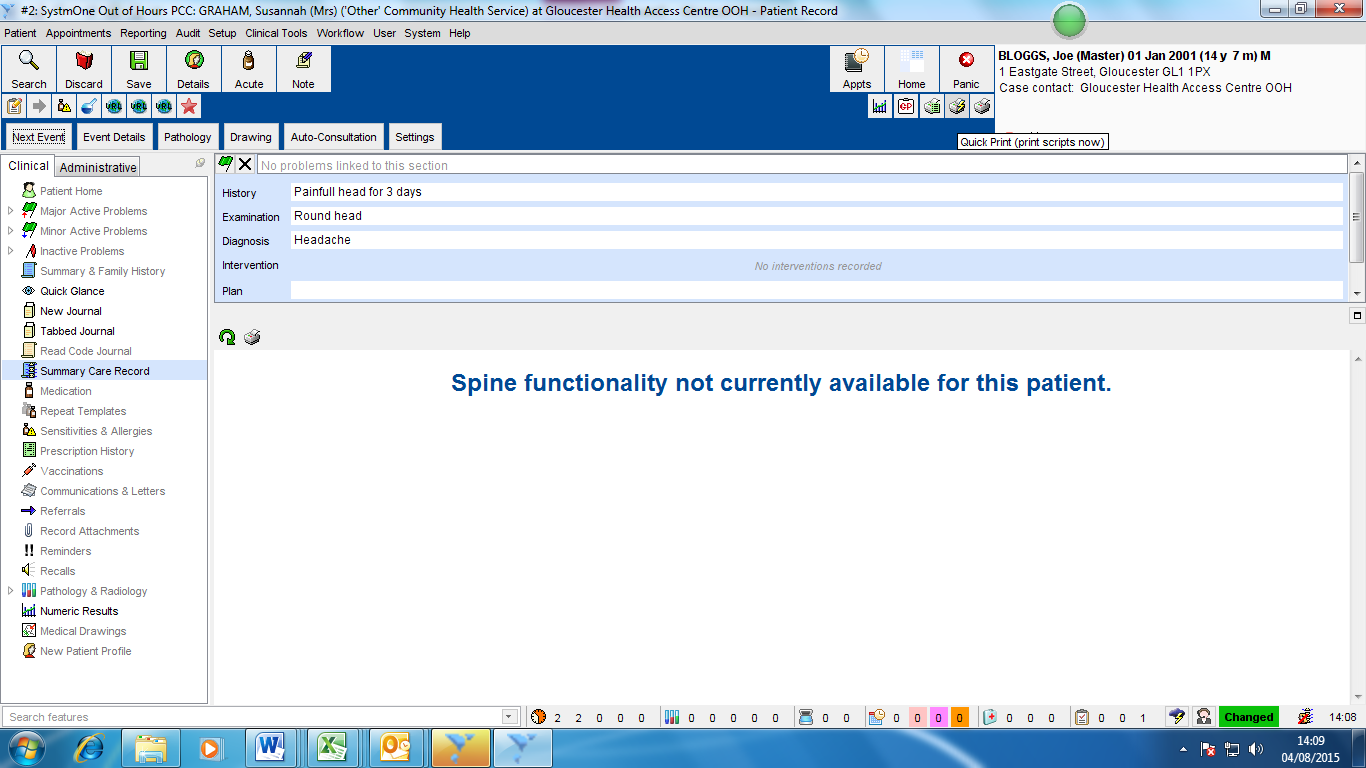 #2: SystmOne Out of Hours PCC: GRAHAM, Susannah (Mrs) ('Other' Community Health Service) at Gloucester Health Access Centre OOH - Patient Record
Patient Appointments Reporting Audit Setup Clinical Tools Workflow User System Help
Search Discard Save Details Acute Note Appts Home Panic
BLOGGS, Joe (Master) 01 Jan 2001 (14 y 7 m) M
1 Eastgate Street, Gloucester GL1 1PX
Case contact: Gloucester Health Access Centre OOH
URL URL URL GP
Next Event Event Details Pathology Drawing Auto-Consultation Settings
Quick Print (print scripts now)
Clinical Administrative
Patient Home
Major Active Problems
Minor Active Problems
Inactive Problems
Summary & Family History
Quick Glance
New Journal
Tabbed Journal
Read Code Journal
Summary Care Record
Medication
Repeat Templates
Sensitivities & Allergies
Prescription History
Vaccinations
Communications & Letters
Referrals
Record Attachments
Reminders
Recalls
Pathology & Radiology
Numeric Results
Medical Drawings
New Patient Profile
No problems linked to this section
History Painfull head for 3 days
Examination Round head
Diagnosis Headache
Intervention No interventions recorded
Plan
Spine functionality not currently available for this patient.
Search features
2 2 0 0 0 0 0 0 0 0 0 0 0 0 0 0 0 0 0 0 0 1 Changed 14:08
14:09
04/08/2015